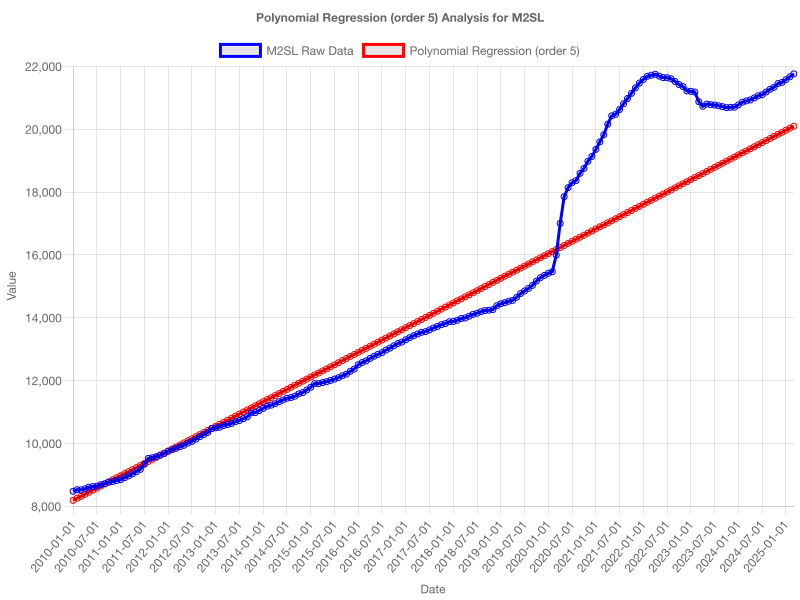 Polynomial Regression (order 5) Analysis for M2SL
M2SL Raw Data Polynomial Regression (order 5)
22,000
20,000
18,000
16,000
14,000
12,000
10,000
8,000
Value
2010-01-01 2010-07-01 2011-01-01 2011-07-01 2012-01-01 2012-07-01 2013-01-01 2013-07-01 2014-01-01 2014-07-01 2015-01-01 2015-07-01 2016-01-01 2016-07-01 2017-01-01 2017-07-01 2018-01-01 2018-07-01 2019-01-01 2019-07-01 2020-01-01 2020-07-01 2021-01-01 2021-07-01 2022-01-01 2022-07-01 2023-01-01 2023-07-01 2024-01-01 2024-07-01 2025-01-01
Date